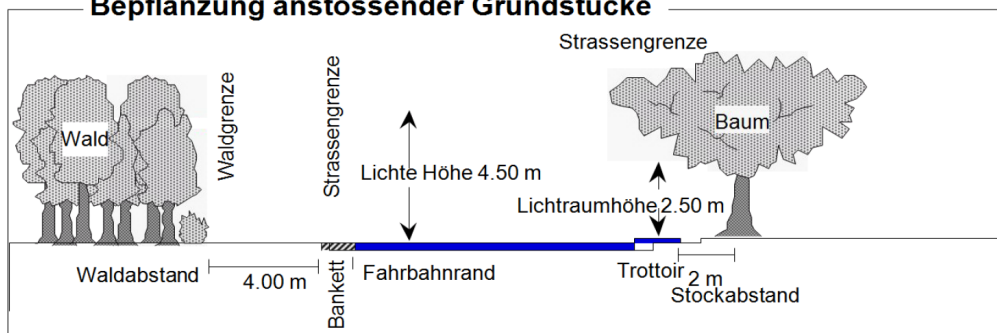 Bepflanzung anstossender Grundstücke
Strassengrenze
Waldgrenze
Strassengrenze
Wald
Baum
Lichte Höhe 4.50 m
Lichtraumhöhe 2.50 m
Waldabstand
4.00 m
Bankett
Fahrbahnrand
Trottoir
2 m
Stockabstand